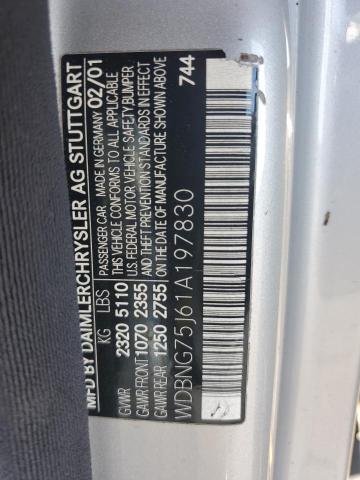 MFD BY DAIMLERCHRYSLER AG STUTTGART
PASSENGER CAR MADE IN GERMANY 02/01
KG LBS THIS VEHICLE CONFORMS TO ALL APPLICABLE
GVWR 2320 5110 U.S. FEDERAL MOTOR VEHICLE SAFETY, BUMPER
GAWR FRONT 1070 2355 AND THEFT PREVENTION STANDARDS IN EFFECT
GAWR REAR 1250 2755 ON THE DATE OF MANUFACTURE SHOWN ABOVE.
WDBNG75J61A197830
744